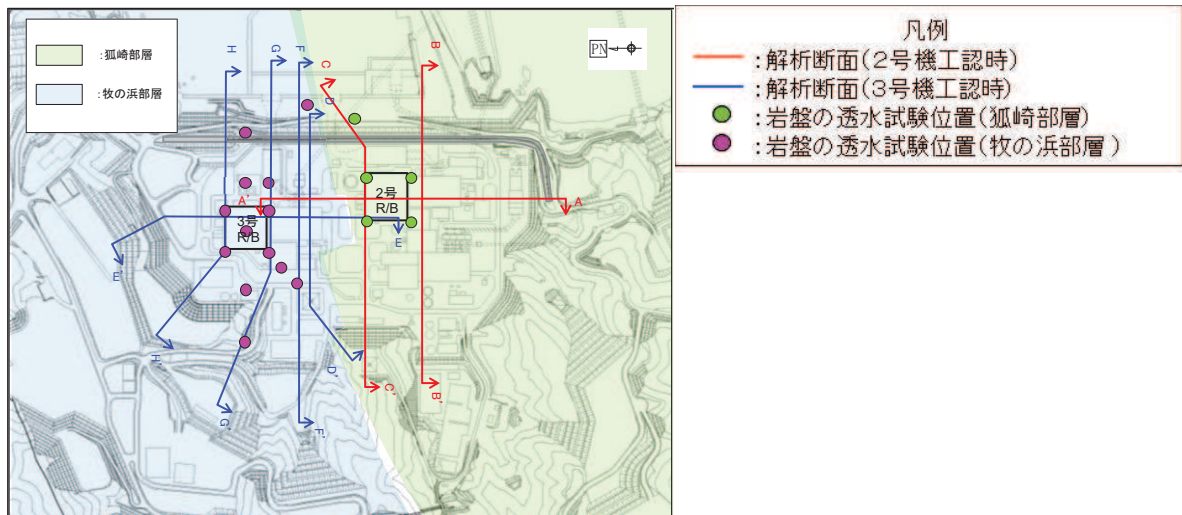 :狐崎部層
:牧の浜部層
PN
H
G
F
C
D
B
A'
2号
R/B
A
3号
R/B
E
E'
H'
D'
C'
B'
G'
F'
凡例
:解析断面(2号機工認時)
:解析断面(3号機工認時)
:岩盤の透水試験位置(狐崎部層)
:岩盤の透水試験位置(牧の浜部層)